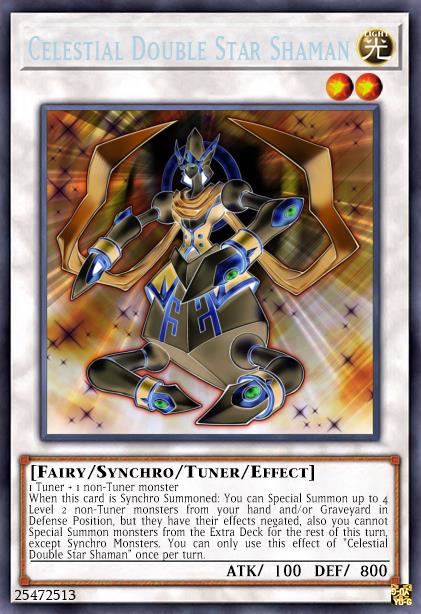 Celestial Double Star Shaman
LIGHT
光
[Fairy/Synchro/Tuner/Effect]
1 Tuner + 1 non-Tuner monster
When this card is Synchro Summoned: You can Special Summon up to 4
Level 2 non-Tuner monsters from your hand and/or Graveyard in
Defense Position, but they have their effects negated, also you cannot
Special Summon monsters from the Extra Deck for the rest of this turn,
except Synchro Monsters. You can only use this effect of "Celestial
Double Star Shaman" once per turn.
ATK/ 100 DEF/ 800
25472513